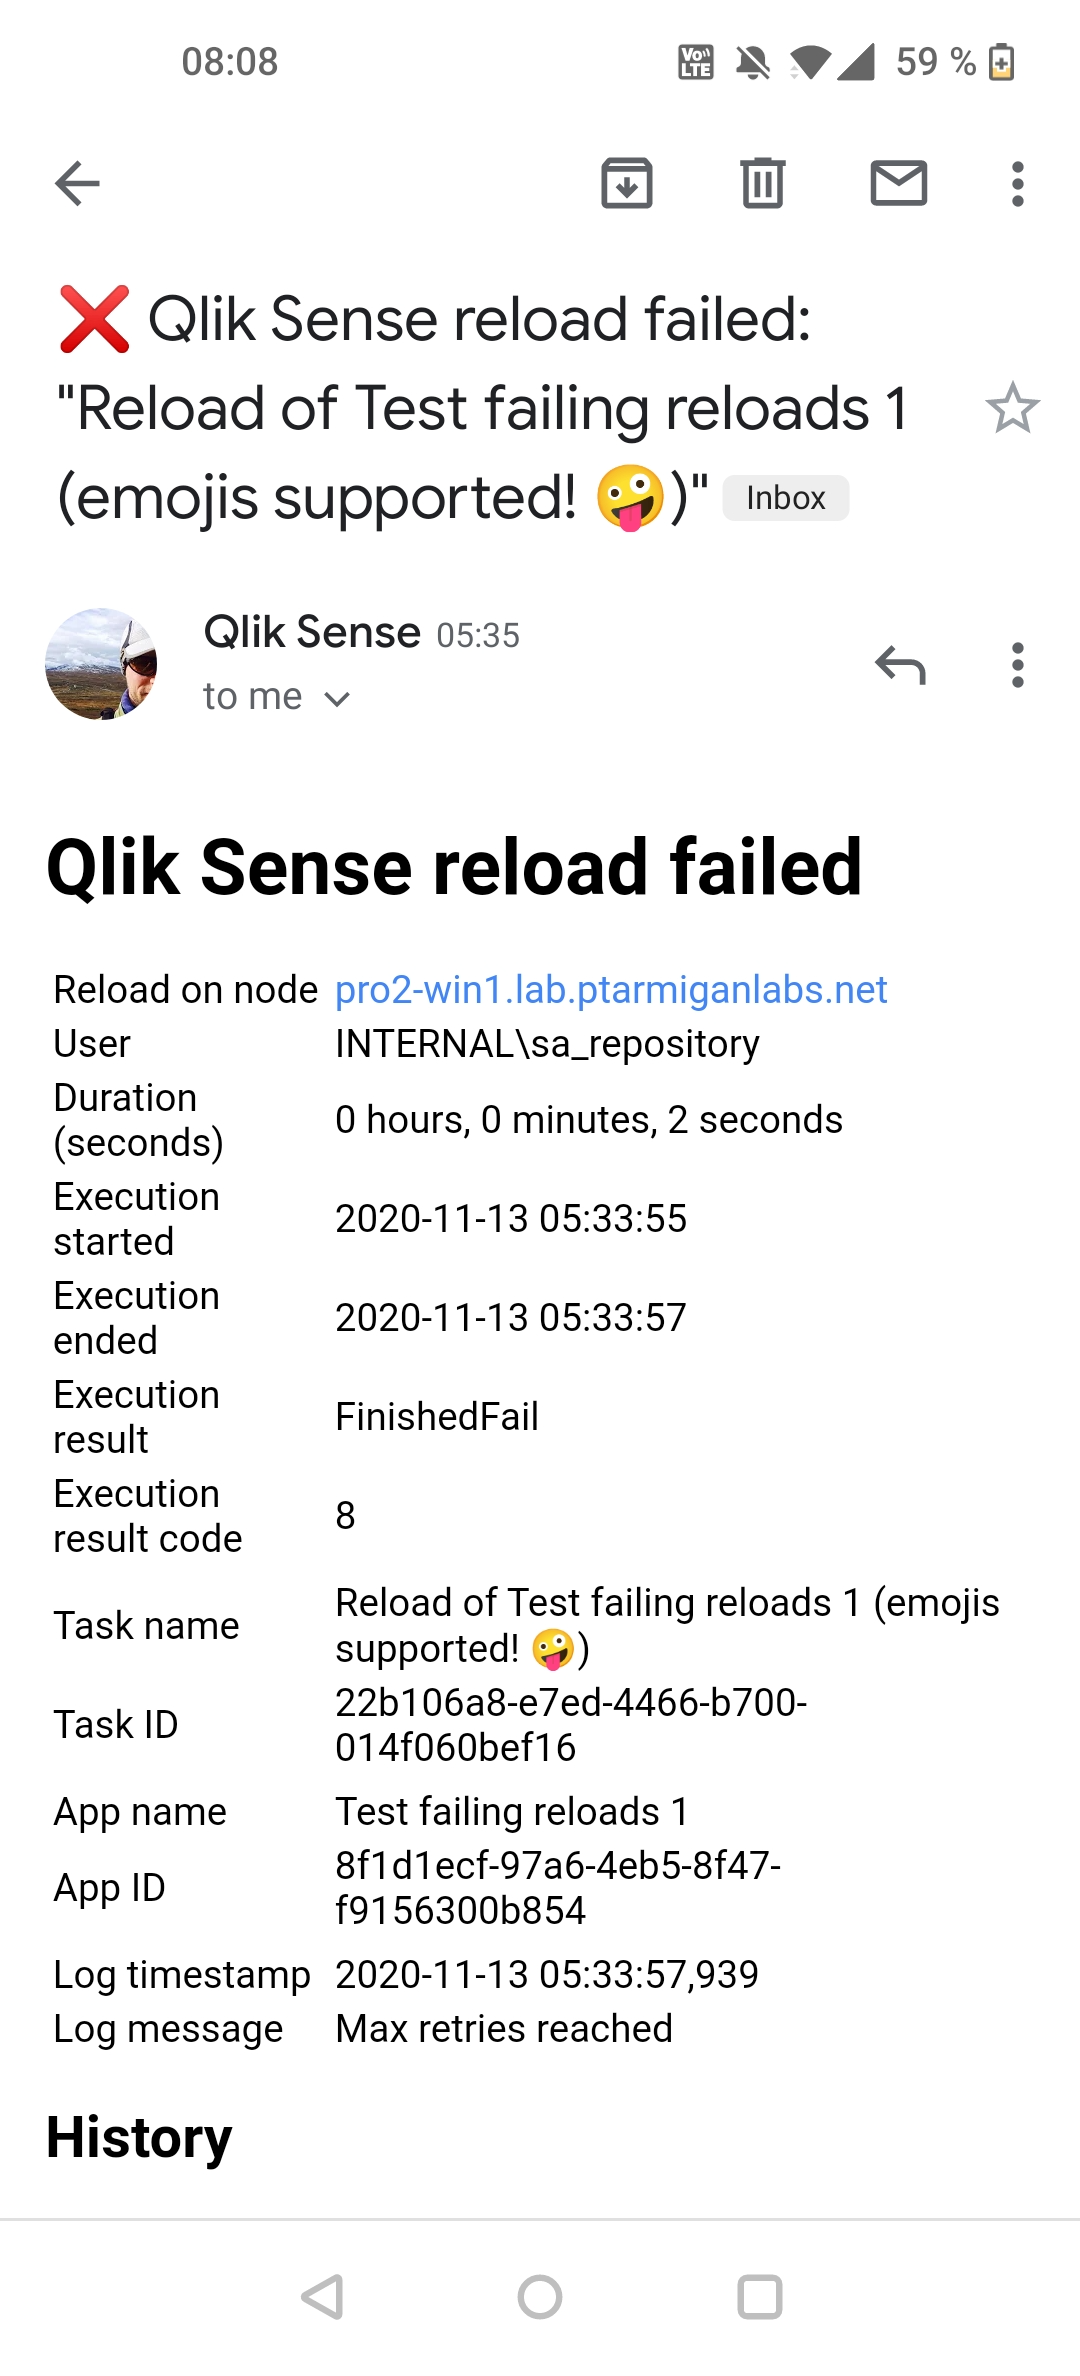 08:08
Vo)) LTE
59 %
❌ Qlik Sense reload failed:
"Reload of Test failing reloads 1
(emojis supported! 🤪)" Inbox
Qlik Sense 05:35
to me
Qlik Sense reload failed
Reload on node pro2-win1.lab.ptarmiganlabs.net
User INTERNAL\sa_repository
Duration
(seconds)
0 hours, 0 minutes, 2 seconds
Execution
started
2020-11-13 05:33:55
Execution
ended
2020-11-13 05:33:57
Execution
result
FinishedFail
Execution
result code
8
Task name
Reload of Test failing reloads 1 (emojis
supported! 🤪)
Task ID
22b106a8-e7ed-4466-b700-
014f060bef16
App name Test failing reloads 1
App ID
8f1d1ecf-97a6-4eb5-8f47-
f9156300b854
Log timestamp 2020-11-13 05:33:57,939
Log message Max retries reached
History